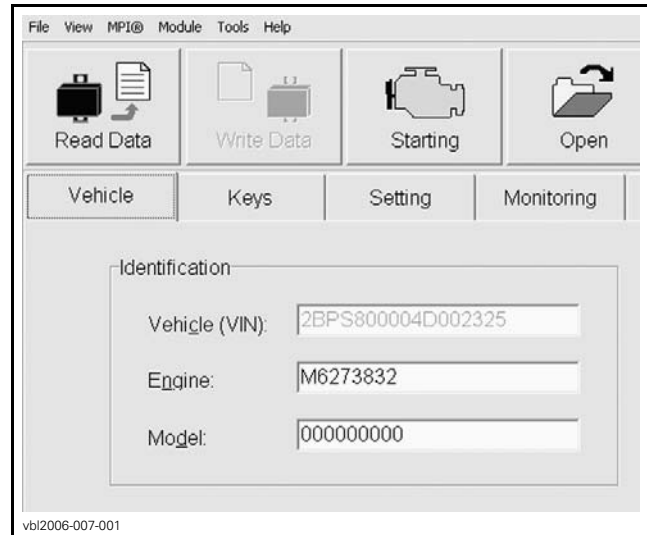 File View MPI® Module Tools Help
Read Data Write Data Starting Open
Vehicle Keys Setting Monitoring
Identification
Vehicle (VIN): 2BPS800004D002325
Engine: M6273832
Model: 000000000
vbl2006-007-001